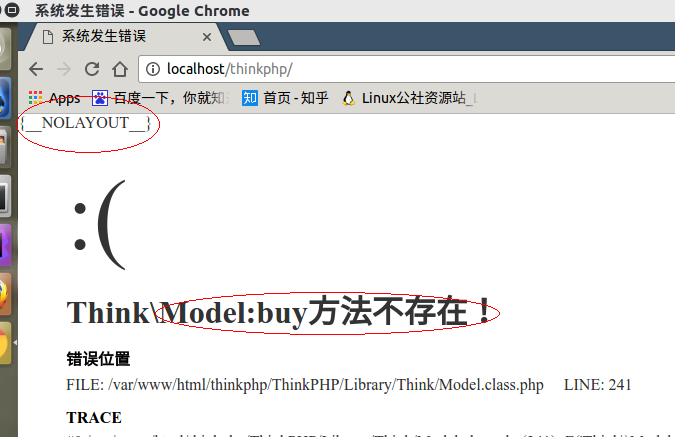 系统发生错误 - Google Chrome
系统发生错误
localhost/thinkphp/
Apps 百度一下，你就知 知 首页 - 知乎 Linux公社资源站_L
{__NOLAYOUT__}
:(
Think\Model:buy方法不存在！
错误位置
FILE: /var/www/html/thinkphp/ThinkPHP/Library/Think/Model.class.php LINE: 241
TRACE